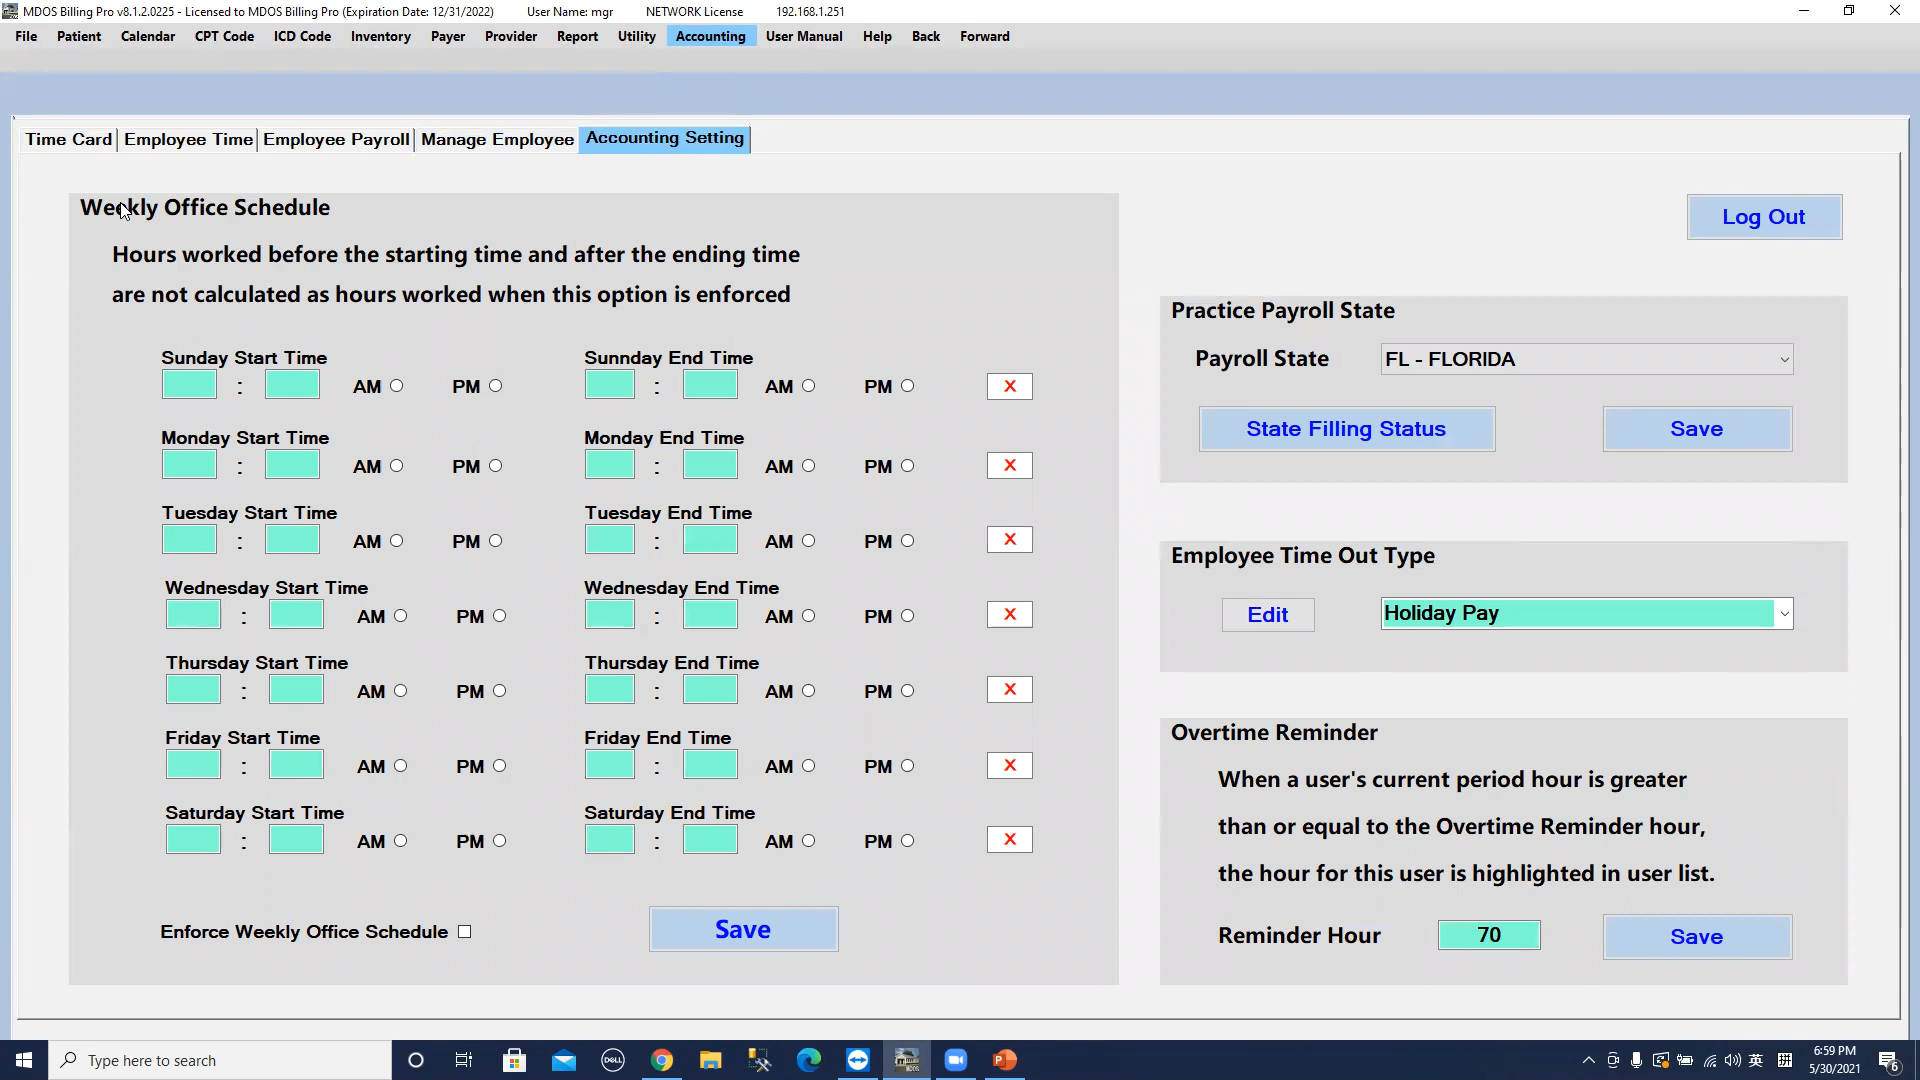 MDOS Billing Pro v8.1.2.0225 - Licensed to MDOS Billing Pro (Expiration Date: 12/31/2022) User Name: mgr NETWORK License 192.168.1.251
File Patient Calendar CPT Code ICD Code Inventory Payer Provider Report Utility Accounting User Manual Help Back Forward
Time Card Employee Time Employee Payroll Manage Employee Accounting Setting
Weekly Office Schedule
Hours worked before the starting time and after the ending time
are not calculated as hours worked when this option is enforced
Sunday Start Time Sunnday End Time
: AM PM : AM PM X
Monday Start Time Monday End Time
: AM PM : AM PM X
Tuesday Start Time Tuesday End Time
: AM PM : AM PM X
Wednesday Start Time Wednesday End Time
: AM PM : AM PM X
Thursday Start Time Thursday End Time
: AM PM : AM PM X
Friday Start Time Friday End Time
: AM PM : AM PM X
Saturday Start Time Saturday End Time
: AM PM : AM PM X
Enforce Weekly Office Schedule Save
Log Out
Practice Payroll State
Payroll State FL - FLORIDA
State Filling Status Save
Employee Time Out Type
Edit Holiday Pay
Overtime Reminder
When a user's current period hour is greater
than or equal to the Overtime Reminder hour,
the hour for this user is highlighted in user list.
Reminder Hour 70 Save
Type here to search
DELL
MDOS
P
英
拼
6:59 PM
5/30/2021
6